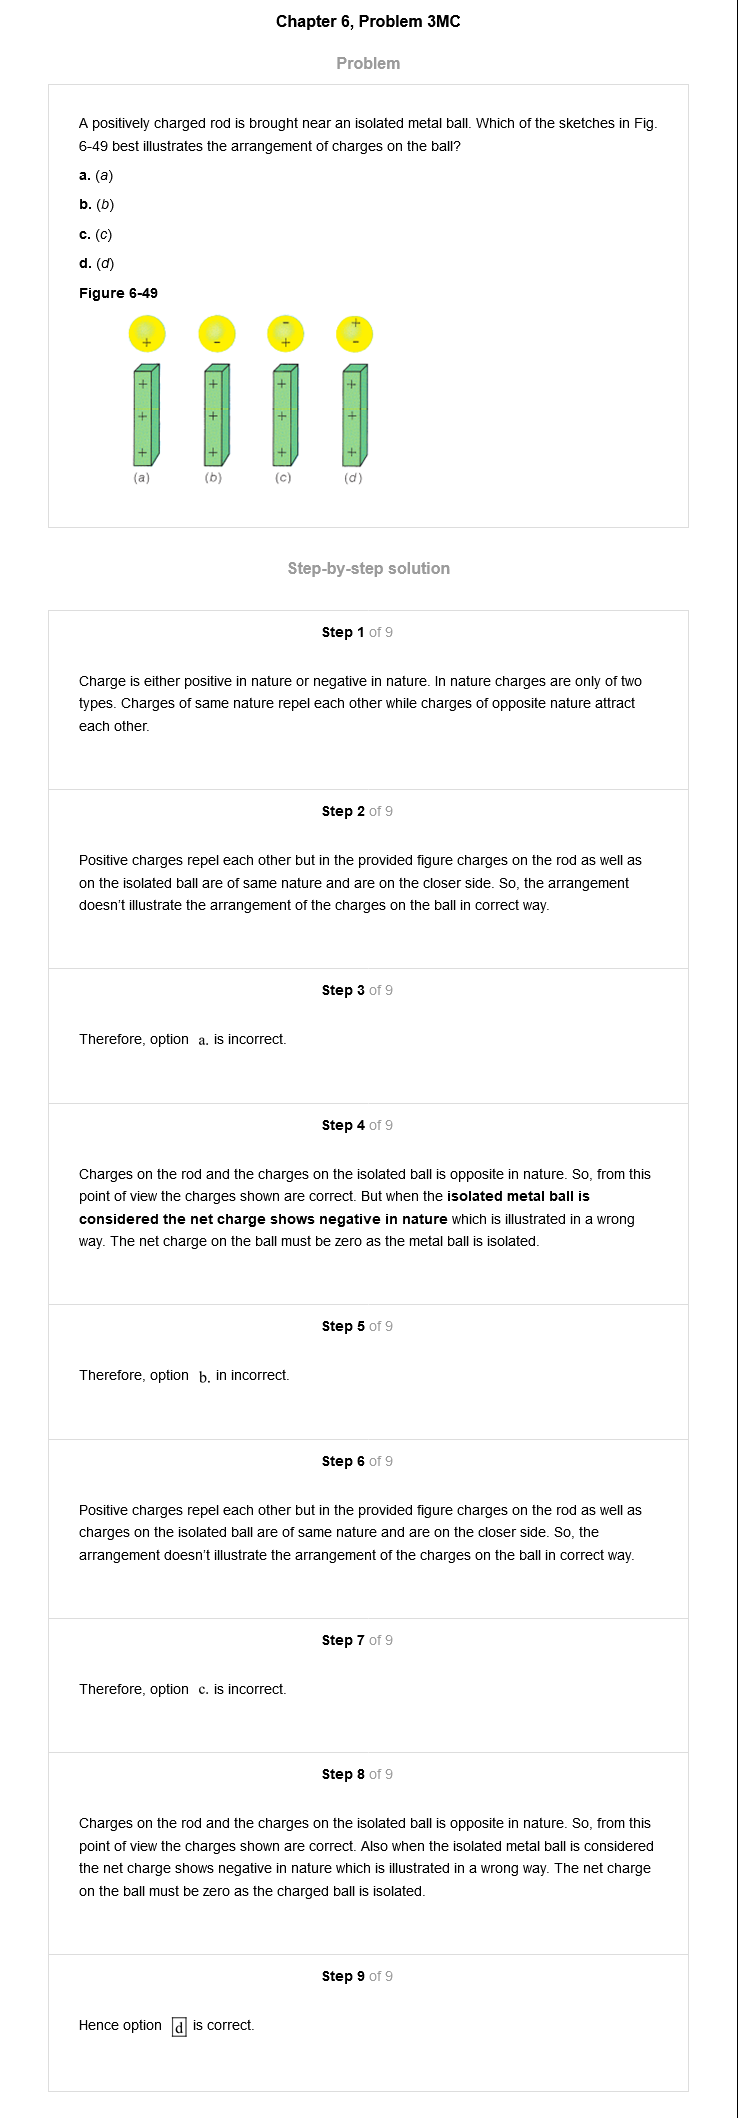 Chapter 6, Problem 3MC
Problem
A positively charged rod is brought near an isolated metal ball. Which of the sketches in Fig.
6-49 best illustrates the arrangement of charges on the ball?
a. (a)
b. (b)
c. (c)
d. (d)
Figure 6-49
- +
+ - + -
+ + + +
+ + + +
+ + + +
(a) (b) (c) (d)
Step-by-step solution
Step 1 of 9
Charge is either positive in nature or negative in nature. In nature charges are only of two
types. Charges of same nature repel each other while charges of opposite nature attract
each other.
Step 2 of 9
Positive charges repel each other but in the provided figure charges on the rod as well as
on the isolated ball are of same nature and are on the closer side. So, the arrangement
doesn't illustrate the arrangement of the charges on the ball in correct way.
Step 3 of 9
Therefore, option a. is incorrect.
Step 4 of 9
Charges on the rod and the charges on the isolated ball is opposite in nature. So, from this
point of view the charges shown are correct. But when the isolated metal ball is
considered the net charge shows negative in nature which is illustrated in a wrong
way. The net charge on the ball must be zero as the metal ball is isolated.
Step 5 of 9
Therefore, option b. in incorrect.
Step 6 of 9
Positive charges repel each other but in the provided figure charges on the rod as well as
charges on the isolated ball are of same nature and are on the closer side. So, the
arrangement doesn't illustrate the arrangement of the charges on the ball in correct way.
Step 7 of 9
Therefore, option c. is incorrect.
Step 8 of 9
Charges on the rod and the charges on the isolated ball is opposite in nature. So, from this
point of view the charges shown are correct. Also when the isolated metal ball is considered
the net charge shows negative in nature which is illustrated in a wrong way. The net charge
on the ball must be zero as the charged ball is isolated.
Step 9 of 9
Hence option d is correct.